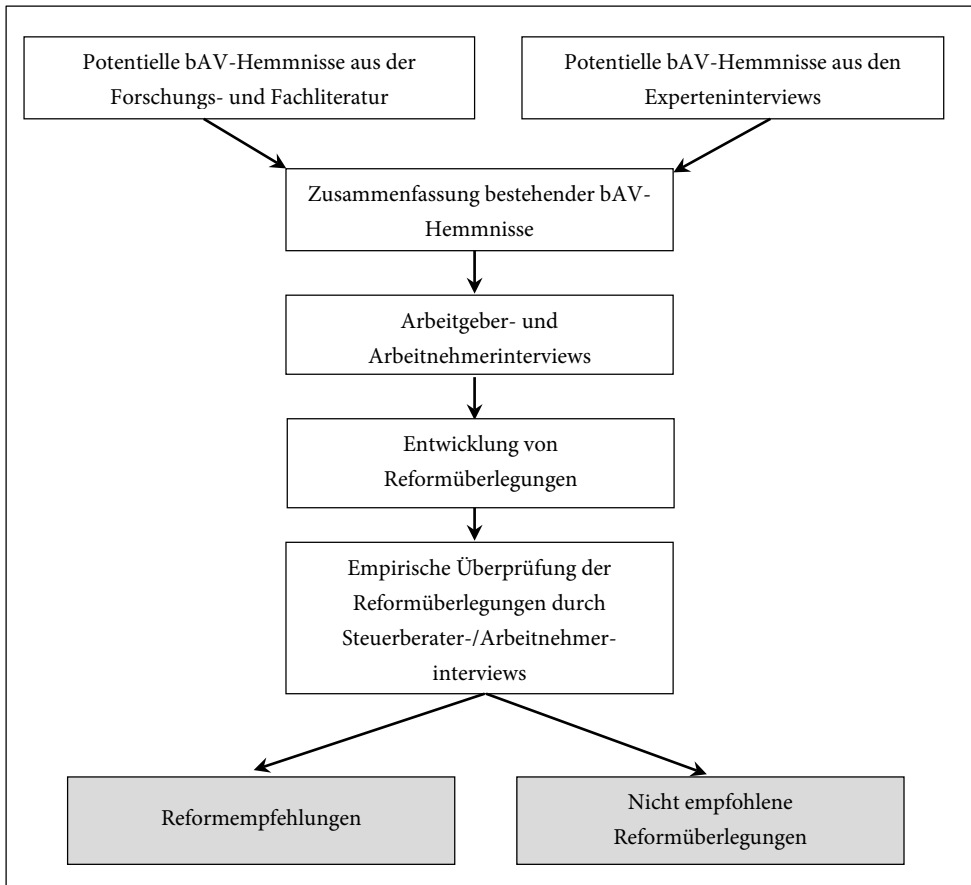 Potentielle bAV-Hemmnisse aus der
Forschungs- und Fachliteratur
Potentielle bAV-Hemmnisse aus den
Experteninterviews
Zusammenfassung bestehender bAV-
Hemmnisse
Arbeitgeber- und
Arbeitnehmerinterviews
Entwicklung von
Reformüberlegungen
Empirische Überprüfung der
Reformüberlegungen durch
Steuerberater-/Arbeitnehmer-
interviews
Reformempfehlungen
Nicht empfohlene
Reformüberlegungen